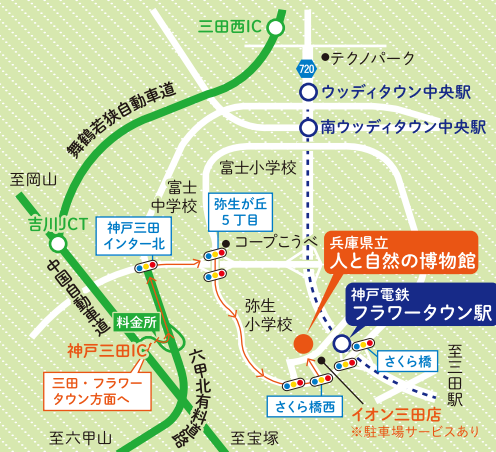 三田西IC
720
テクノパーク
ウッディタウン中央駅
南ウッディタウン中央駅
舞鶴若狭自動車道
富士小学校
至岡山
富士
中学校
弥生が丘
5丁目
吉川JCT
神戸三田
インター北
コープこうべ
兵庫県立
人と自然の博物館
中国自動車道
神戸電鉄
フラワータウン駅
弥生
小学校
料金所
神戸三田IC
さくら橋
至三田駅
三田・フラワー
タウン方面へ
六甲北有料道路
さくら橋西
イオン三田店
※駐車場サービスあり
至六甲山
至宝塚